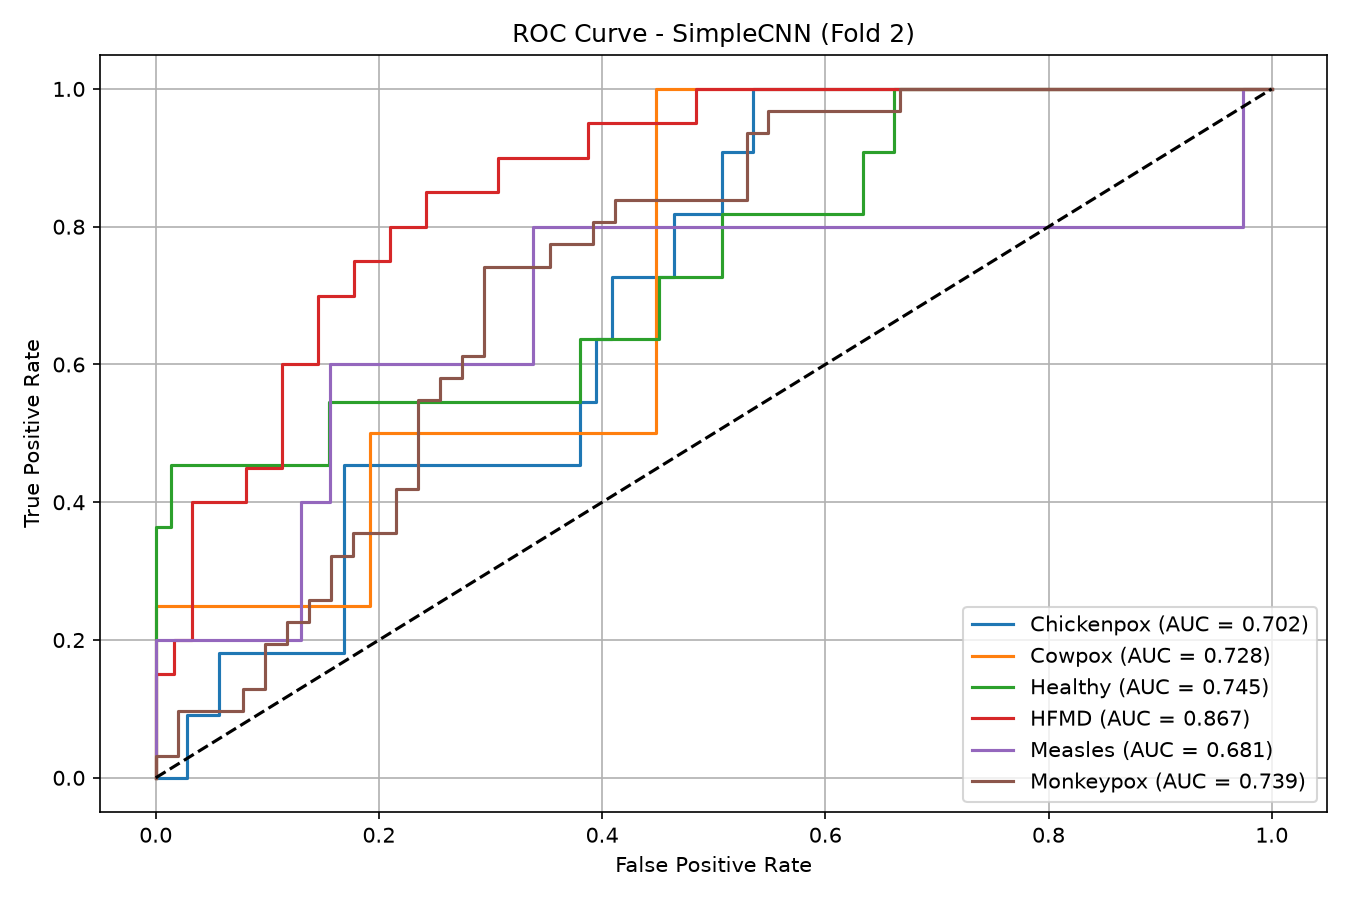 ROC Curve - SimpleCNN (Fold 2)
True Positive Rate
1.0
0.8
0.6
0.4
0.2
0.0
0.0 0.2 0.4 0.6 0.8 1.0
False Positive Rate
Chickenpox (AUC = 0.702)
Cowpox (AUC = 0.728)
Healthy (AUC = 0.745)
HFMD (AUC = 0.867)
Measles (AUC = 0.681)
Monkeypox (AUC = 0.739)